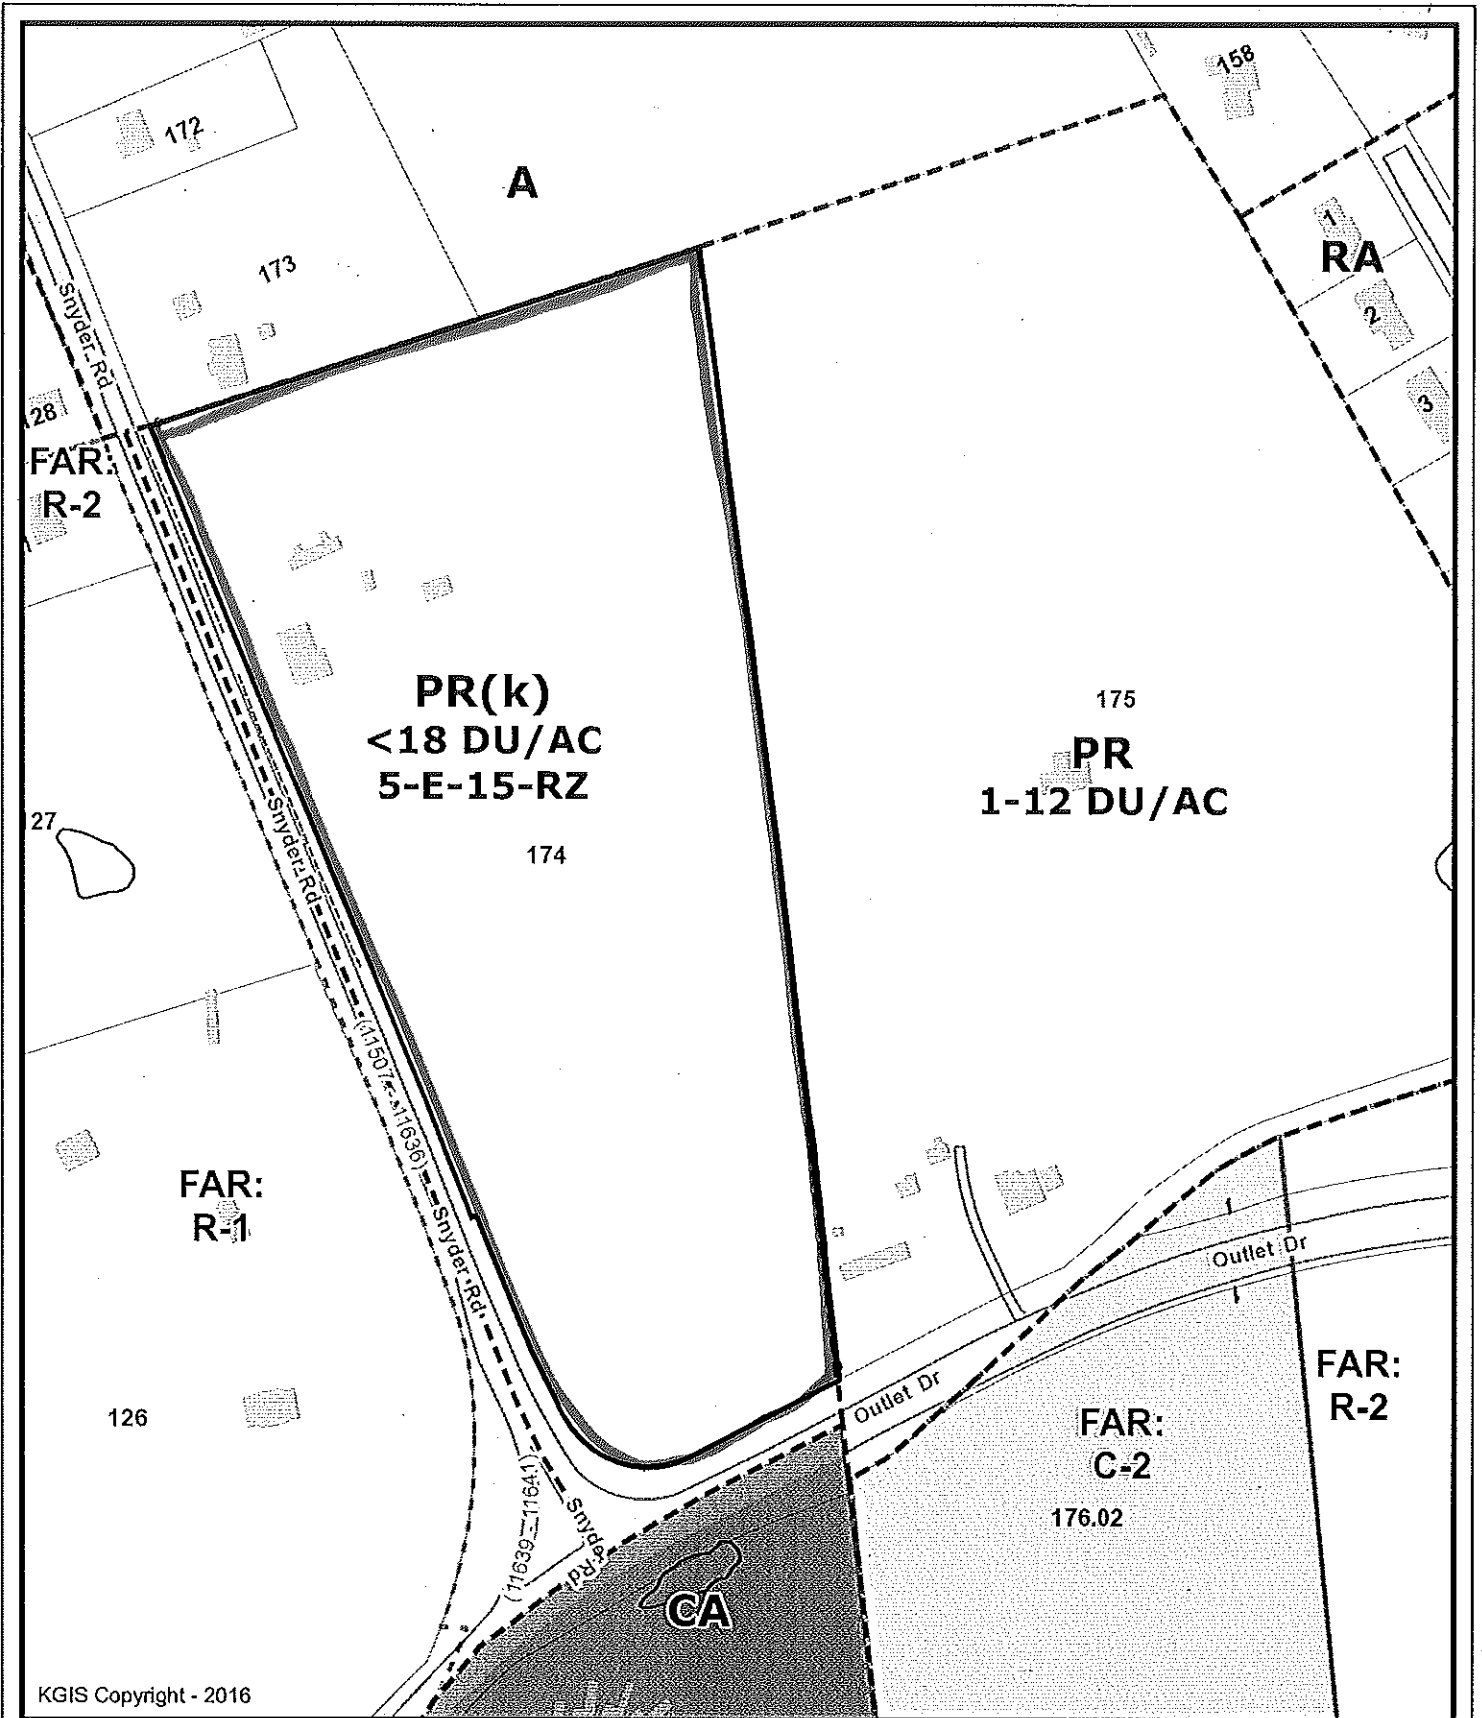 158
172
A
1
RA
173
Snyder Rd
2
3
128
FAR:
R-2
PR(k)
<18 DU/AC
5-E-15-RZ
175
PR
1-12 DU/AC
Snyder Rd
27
174
(11507 - 11636)
FAR:
R-1
Snyder Rd
Outlet Dr
FAR:
R-2
Outlet Dr
126
FAR:
C-2
(11639 - 11641)
Snyder Rd
176.02
CA
KGIS Copyright - 2016